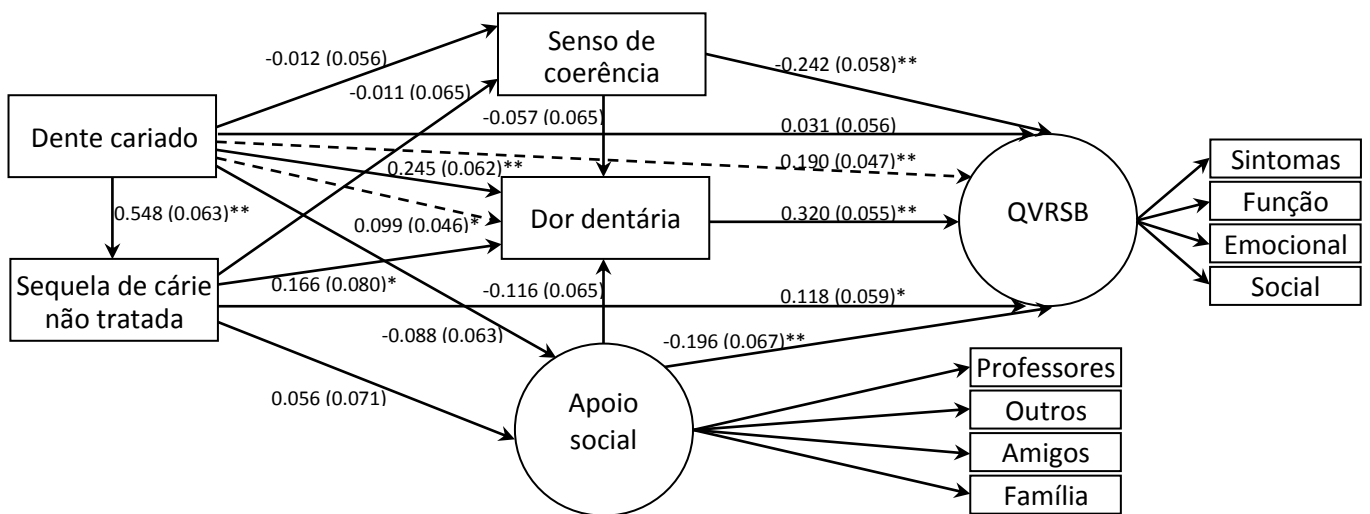 Senso de
coerência
-0.012 (0.056)
-0.242 (0.058)**
-0.011 (0.065)
Dente cariado
-0.057 (0.065)
0.031 (0.056)
0.190 (0.047)**
0.245 (0.062)**
Sintomas
Função
Emocional
Social
0.548 (0.063)**
0.099 (0.046)*
Dor dentária
0.320 (0.055)**
QVRSB
Sequela de cárie
não tratada
0.166 (0.080)*
-0.116 (0.065)
0.118 (0.059)*
-0.088 (0.063)
-0.196 (0.067)**
0.056 (0.071)
Apoio
social
Professores
Outros
Amigos
Família